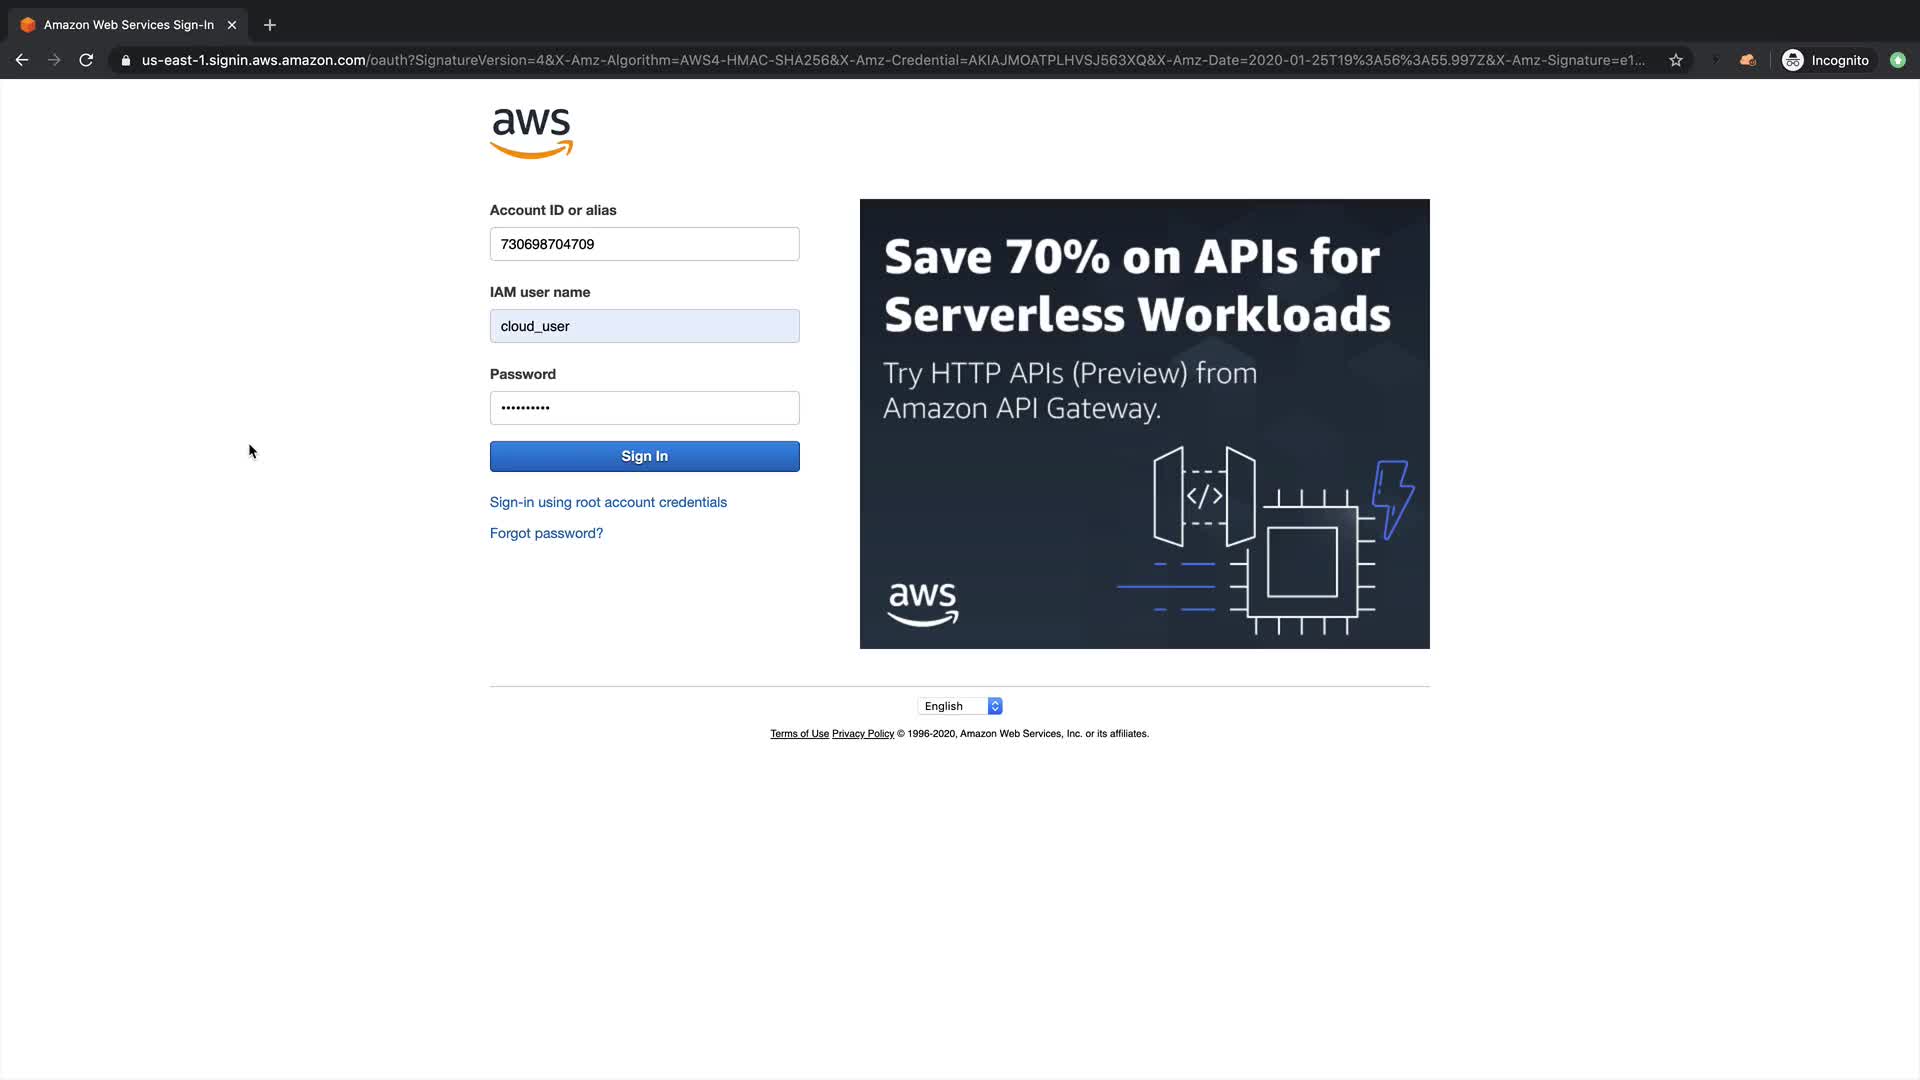 Amazon Web Services Sign-In
us-east-1.signin.aws.amazon.com/oauth?SignatureVersion=4&X-Amz-Algorithm=AWS4-HMAC-SHA256&X-Amz-Credential=AKIAJMOATPLHVSJ563XQ&X-Amz-Date=2020-01-25T19%3A56%3A55.997Z&X-Amz-Signature=e1...
Incognito
aws
Account ID or alias
730698704709
IAM user name
cloud_user
Password
••••••••••
Sign In
Sign-in using root account credentials
Forgot password?
Save 70% on APIs for
Serverless Workloads
Try HTTP APIs (Preview) from
Amazon API Gateway.
</>
aws
English
Terms of Use Privacy Policy © 1996-2020, Amazon Web Services, Inc. or its affiliates.